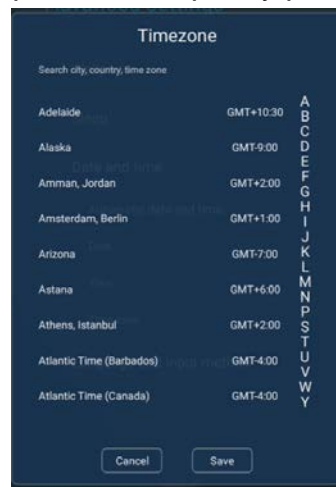 Timezone
Search city, country, time zone
Adelaide GMT+10:30
Alaska GMT-9:00
Amman, Jordan GMT+2:00
Amsterdam, Berlin GMT+1:00
Arizona GMT-7:00
Astana GMT+6:00
Athens, Istanbul GMT+2:00
Atlantic Time (Barbados) GMT-4:00
Atlantic Time (Canada) GMT-4:00
A
B
C
D
E
F
G
H
I
J
K
L
M
N
P
S
T
U
V
W
Y
Cancel Save